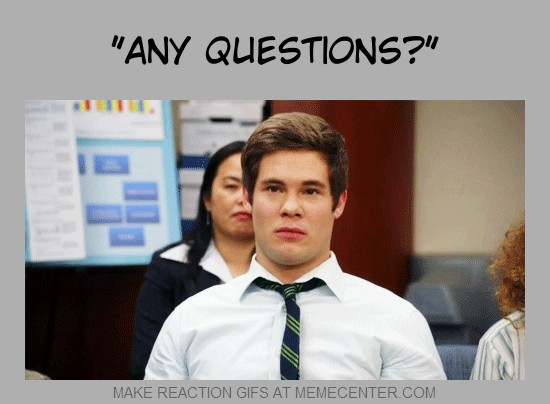 "ANY QUESTIONS?"
MAKE REACTION GIFS AT MEMECENTER.COM